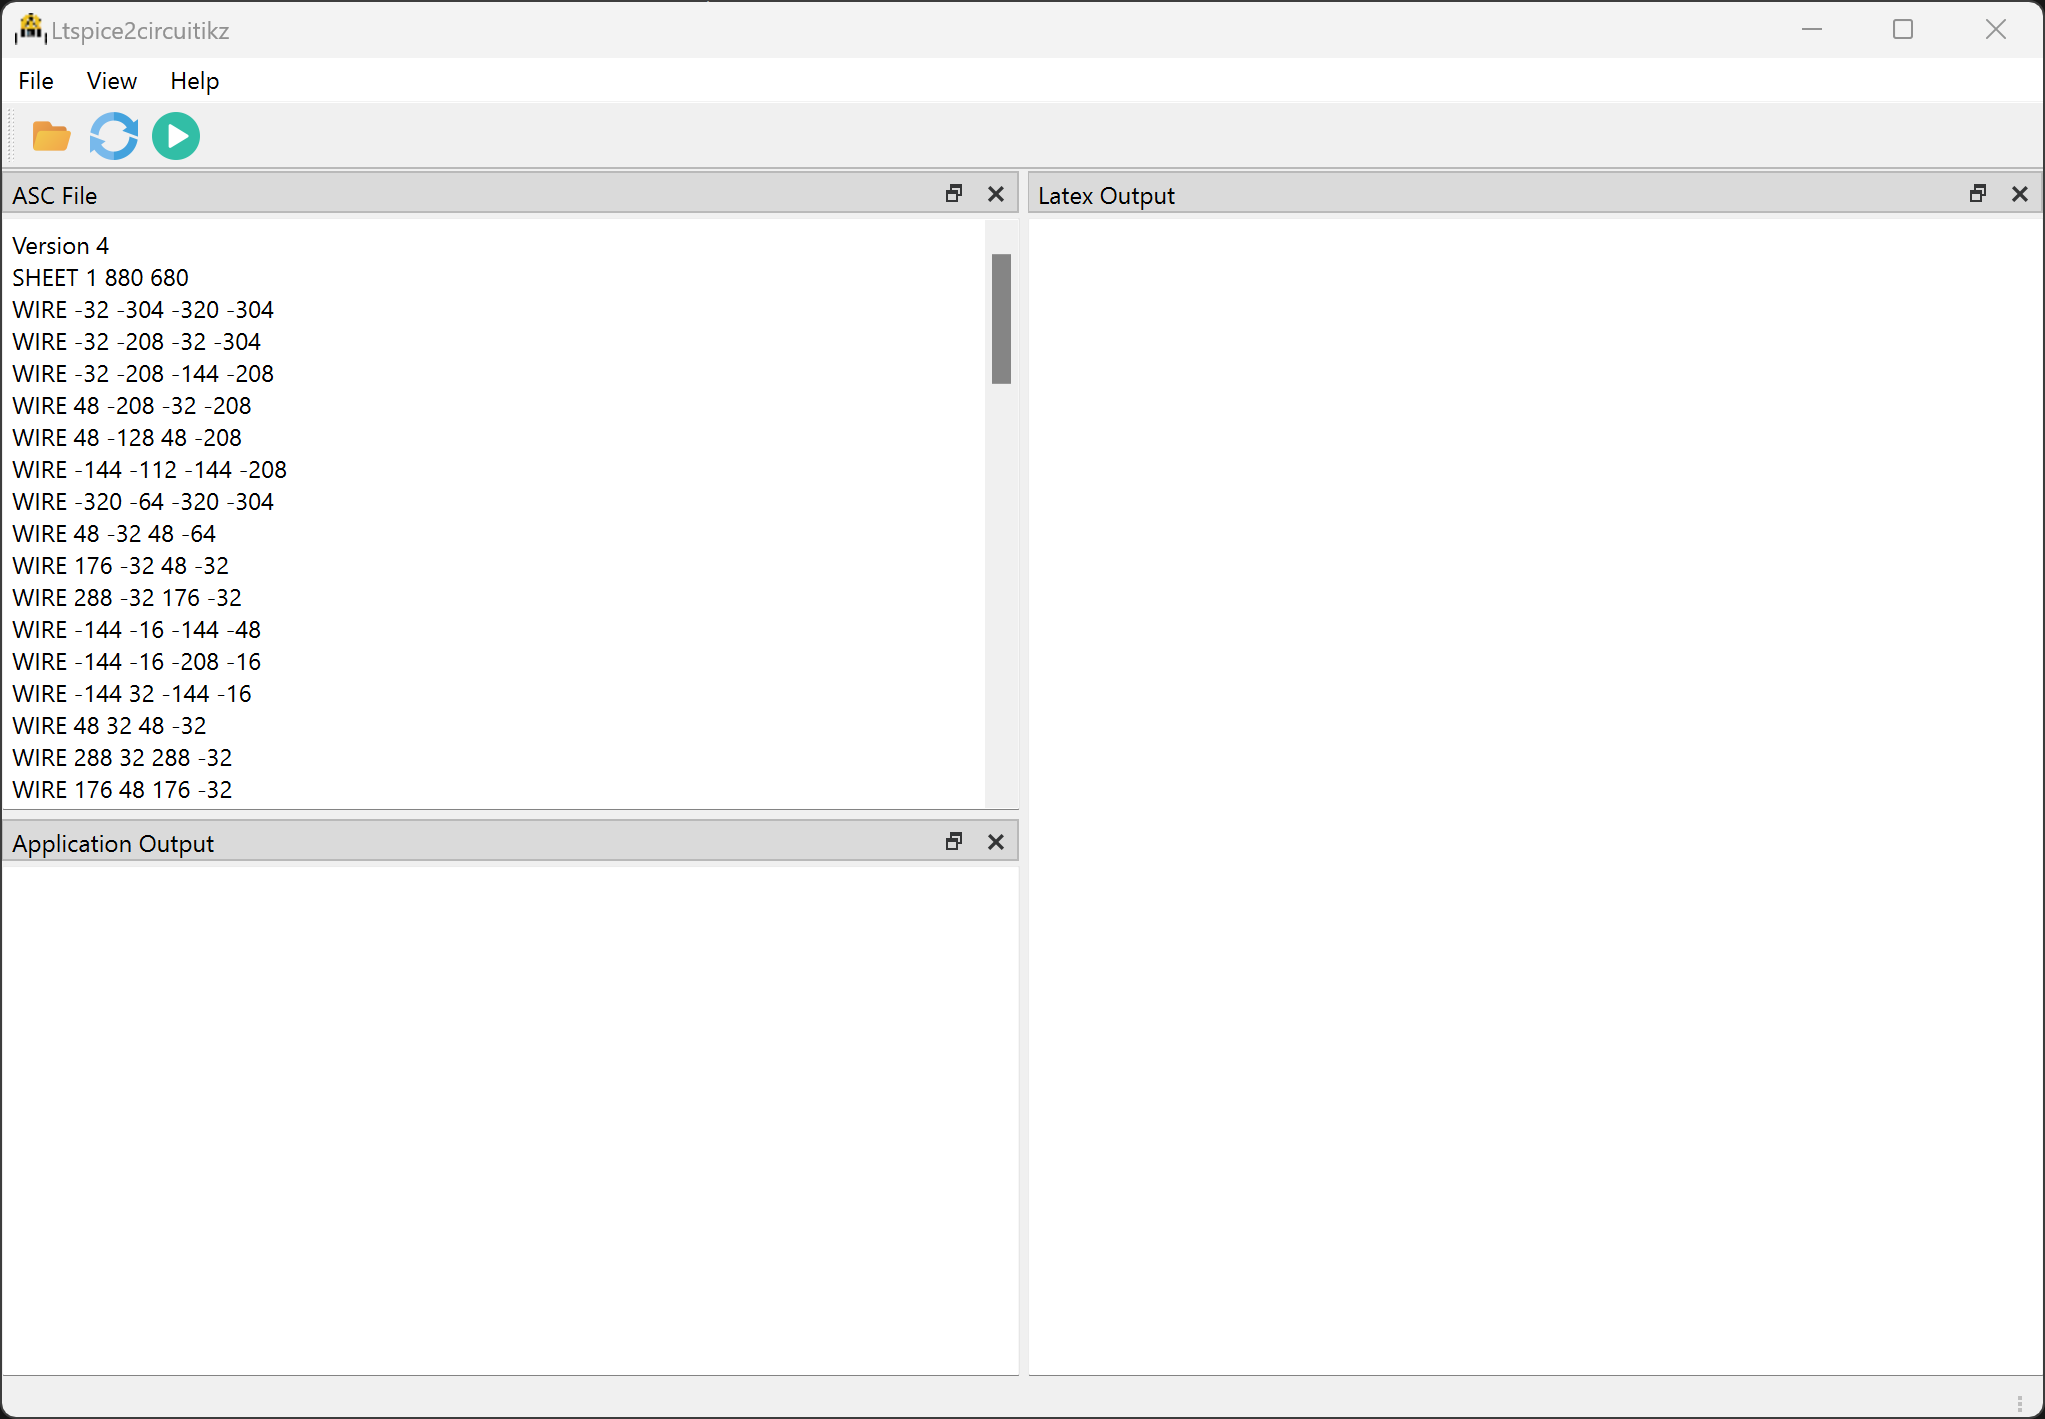 Ltspice2circuitikz
File View Help
ASC File
Version 4
SHEET 1 880 680
WIRE -32 -304 -320 -304
WIRE -32 -208 -32 -304
WIRE -32 -208 -144 -208
WIRE 48 -208 -32 -208
WIRE 48 -128 48 -208
WIRE -144 -112 -144 -208
WIRE -320 -64 -320 -304
WIRE 48 -32 48 -64
WIRE 176 -32 48 -32
WIRE 288 -32 176 -32
WIRE -144 -16 -144 -48
WIRE -144 -16 -208 -16
WIRE -144 32 -144 -16
WIRE 48 32 48 -32
WIRE 288 32 288 -32
WIRE 176 48 176 -32
Application Output
Latex Output